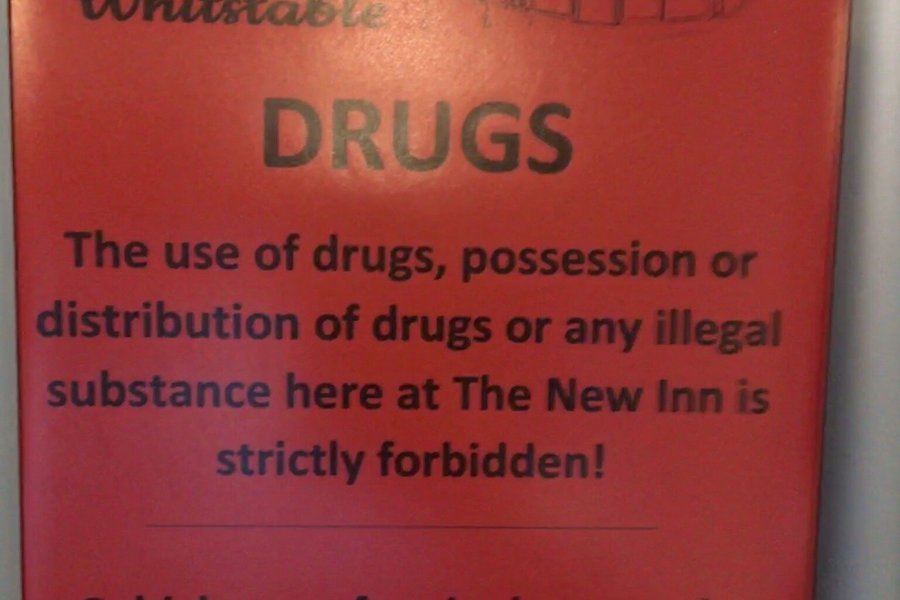 Whitstable
DRUGS
The use of drugs, possession or
distribution of drugs or any illegal
substance here at The New Inn is
strictly forbidden!